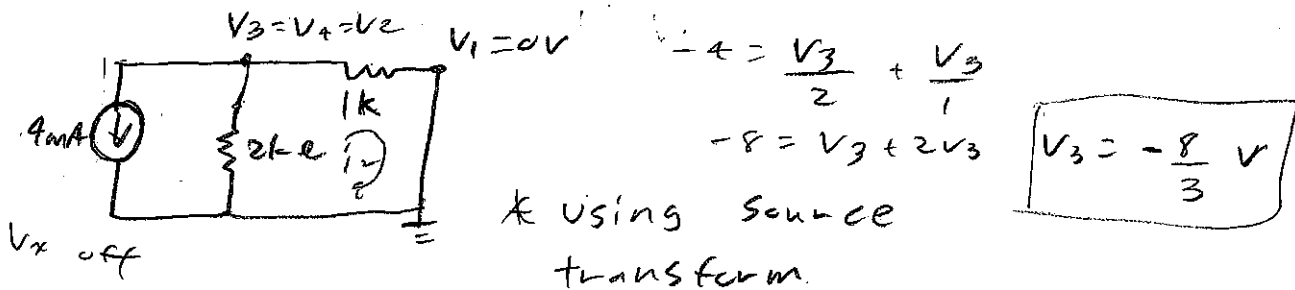 V3 = V4 = V2
V1 = 0V
1k
4mA
2k
Vx off
-4 = V3/2 + V3/1
-8 = V3 + 2V3
V3 = -8/3 V
* using source
transform